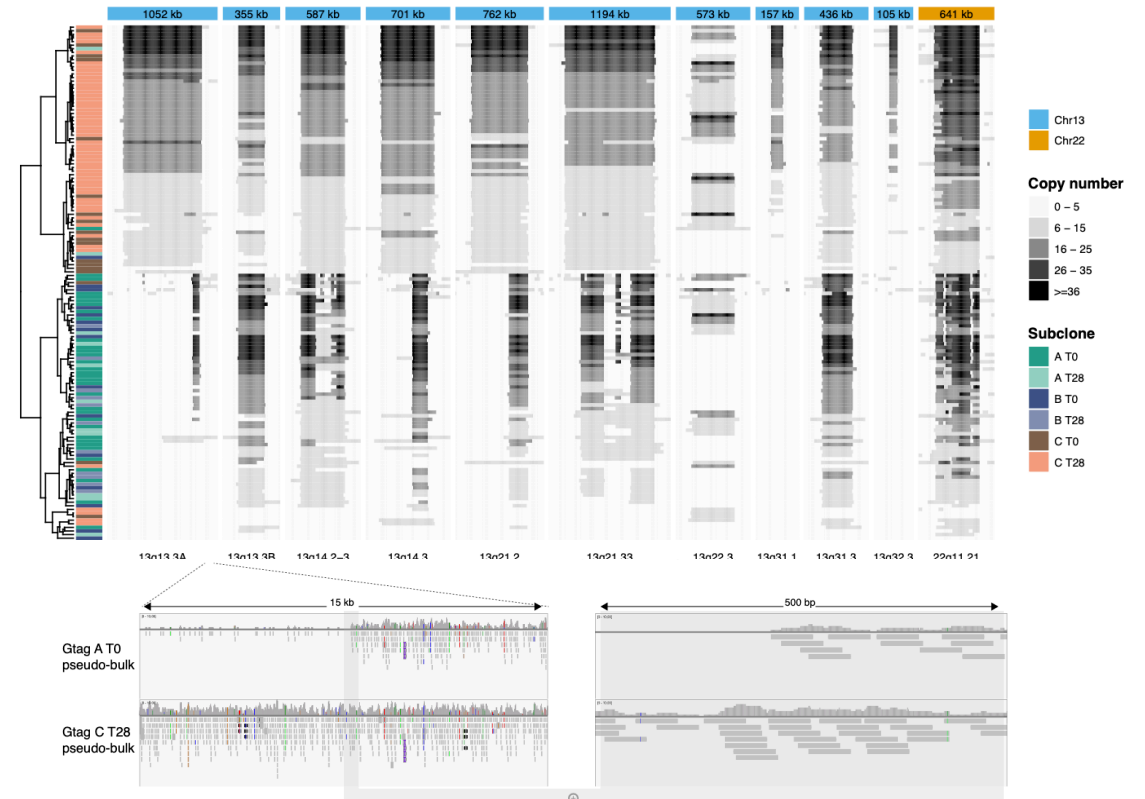 1052 kb 355 kb 587 kb 701 kb 762 kb 1194 kb 573 kb 157 kb 436 kb 105 kb 641 kb
Chr13
Chr22
Copy number
0 – 5
6 – 15
16 – 25
26 – 35
>=36
Subclone
A T0
A T28
B T0
B T28
C T0
C T28
13q13.3A 13q13.3B 13q14.2–3 13q14.3 13q21.2 13q21.33 13q22.3 13q31.1 13q31.3 13q32.3 22q11.21
15 kb 500 bp
Gtag A T0
pseudo-bulk
Gtag C T28
pseudo-bulk